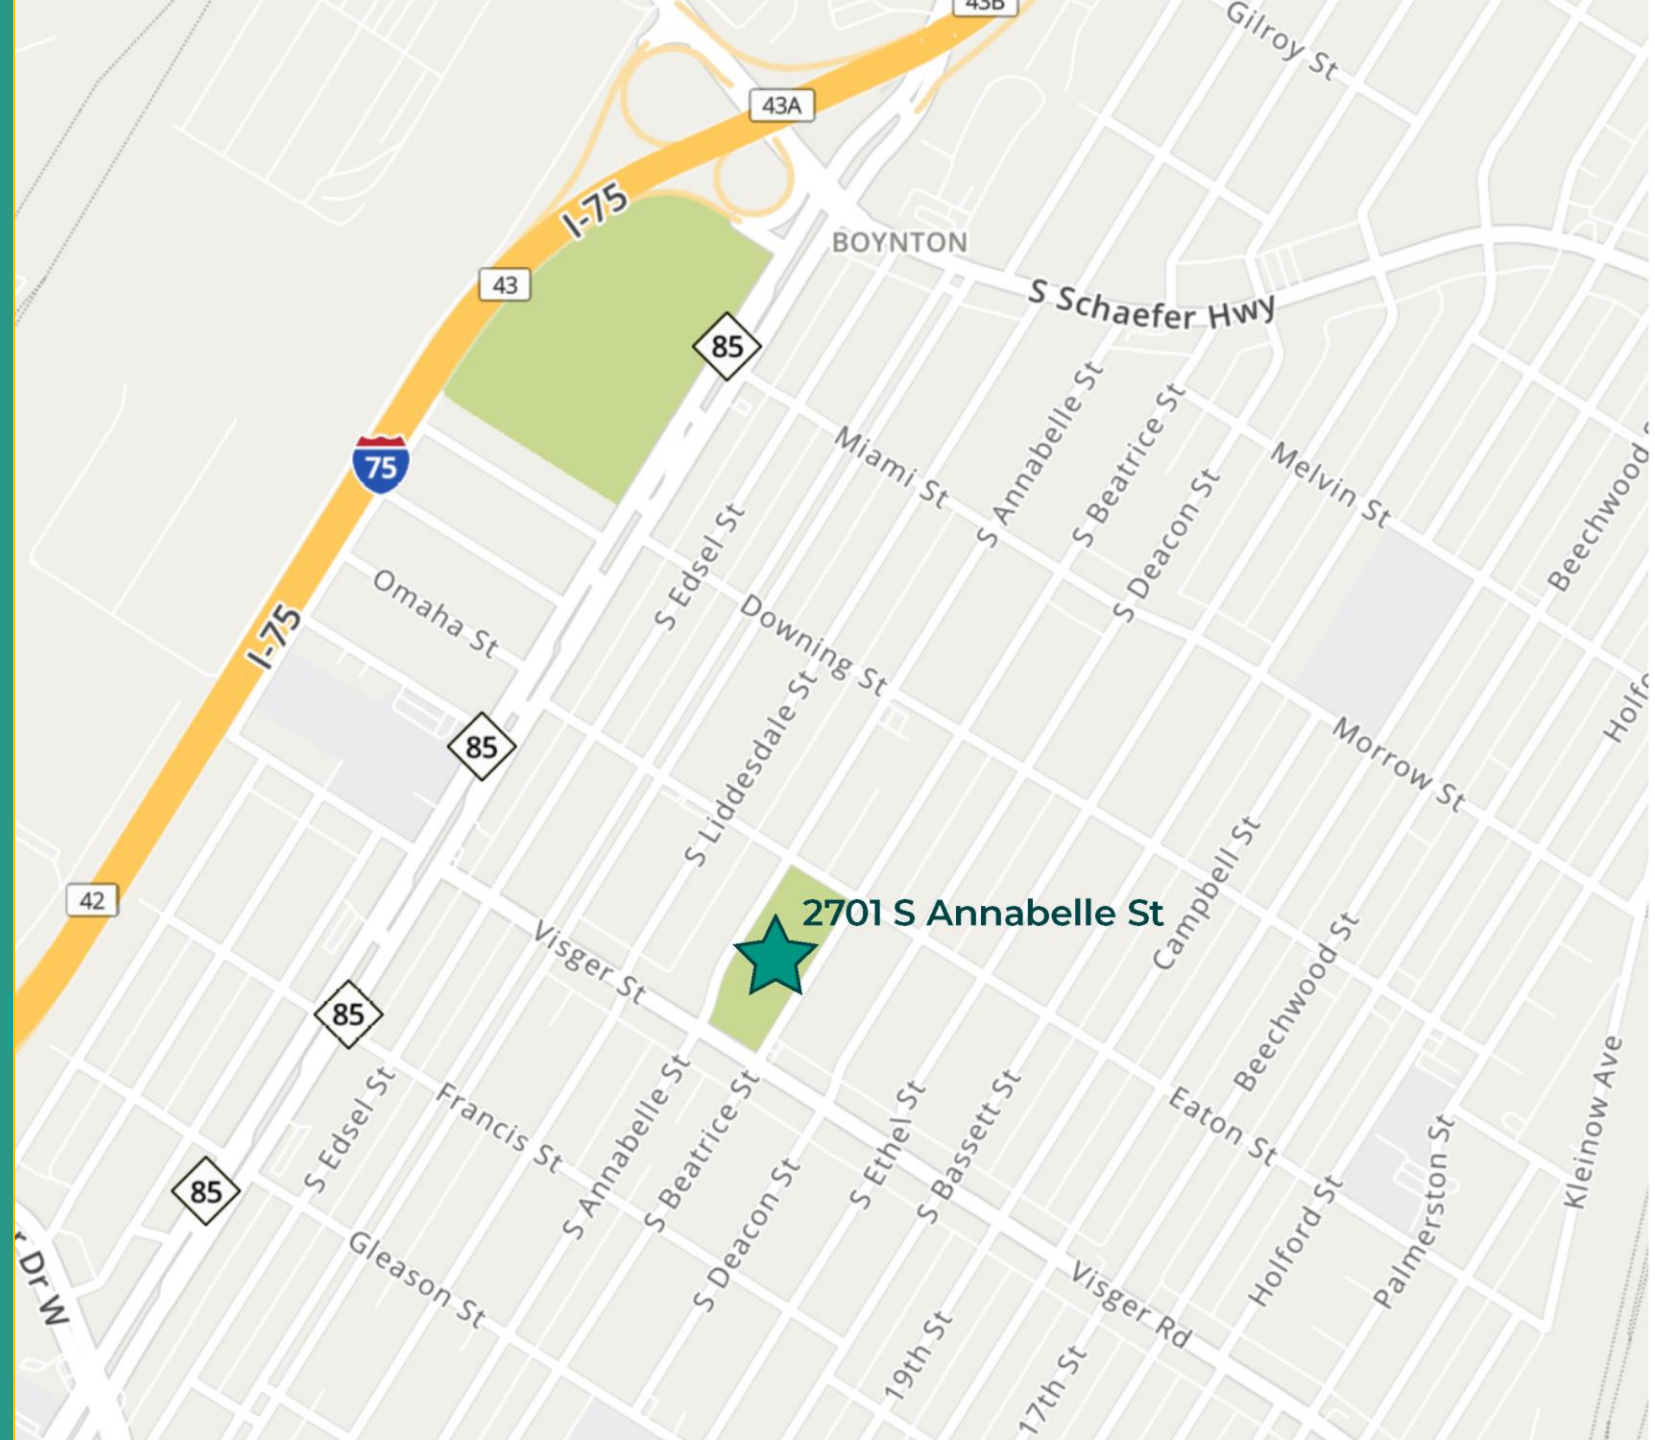 43B
Gilroy St
43A
I-75
BOYNTON
43
S Schaefer Hwy
85
S Annabelle St
S Beatrice St
Miami St
Melvin St
Beechwood
75
S Deacon St
S Edsel St
Omaha St
Downing St
I-75
S Liddesdale St
85
Morrow St
Campbell St
42
2701 S Annabelle St
Visger St
Beechwood St
85
Kleinow Ave
S Edsel St
Francis St
S Annabelle St
S Beatrice St
S Ethel St
S Bassett St
Eaton St
Palmerston St
85
S Deacon St
Holford St
Dr W
Gleason St
Visger Rd
19th St
17th St